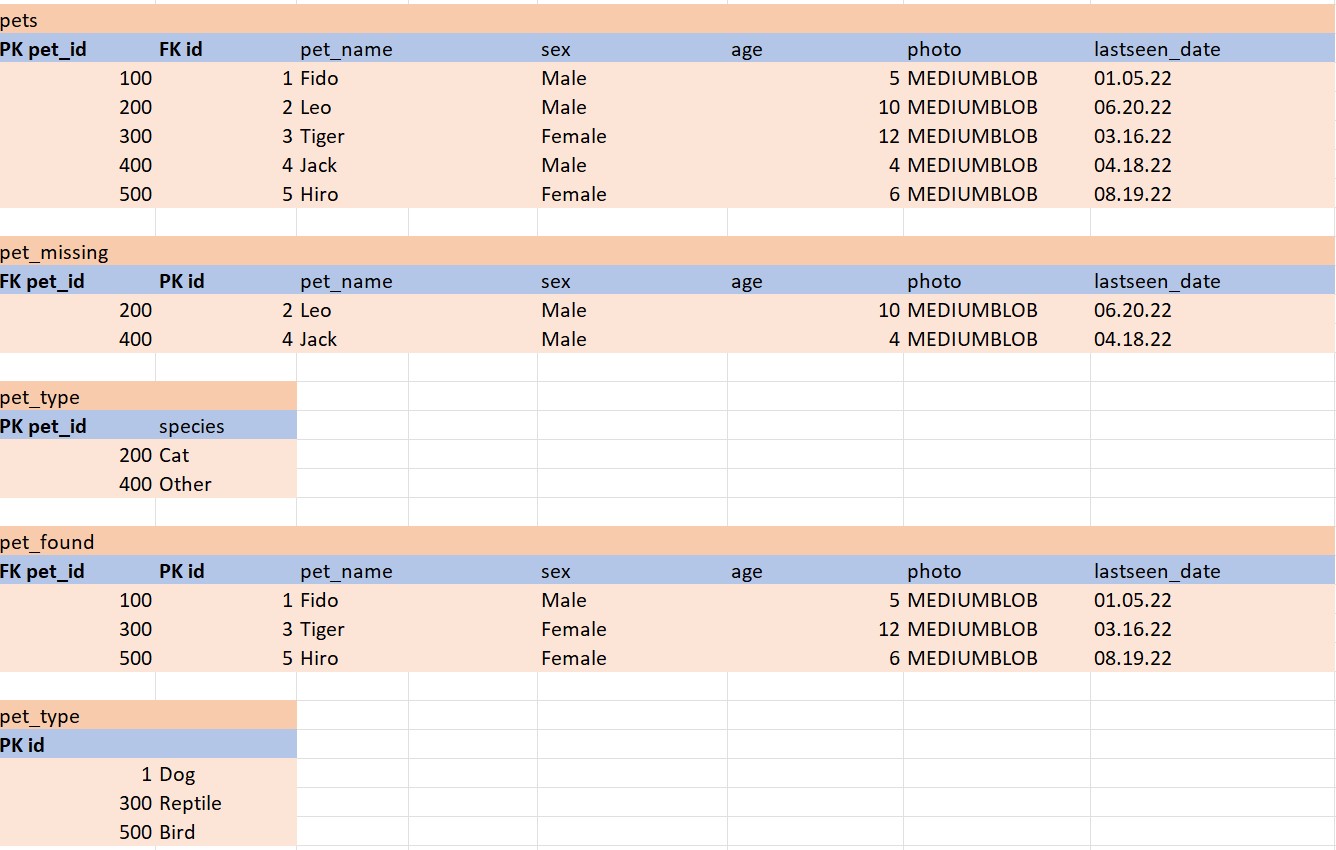 pets
PK pet_id FK id pet_name sex age photo lastseen_date
100 1 Fido Male 5 MEDIUMBLOB 01.05.22
200 2 Leo Male 10 MEDIUMBLOB 06.20.22
300 3 Tiger Female 12 MEDIUMBLOB 03.16.22
400 4 Jack Male 4 MEDIUMBLOB 04.18.22
500 5 Hiro Female 6 MEDIUMBLOB 08.19.22
pet_missing
FK pet_id PK id pet_name sex age photo lastseen_date
200 2 Leo Male 10 MEDIUMBLOB 06.20.22
400 4 Jack Male 4 MEDIUMBLOB 04.18.22
pet_type
PK pet_id species
200 Cat
400 Other
pet_found
FK pet_id PK id pet_name sex age photo lastseen_date
100 1 Fido Male 5 MEDIUMBLOB 01.05.22
300 3 Tiger Female 12 MEDIUMBLOB 03.16.22
500 5 Hiro Female 6 MEDIUMBLOB 08.19.22
pet_type
PK id
1 Dog
300 Reptile
500 Bird